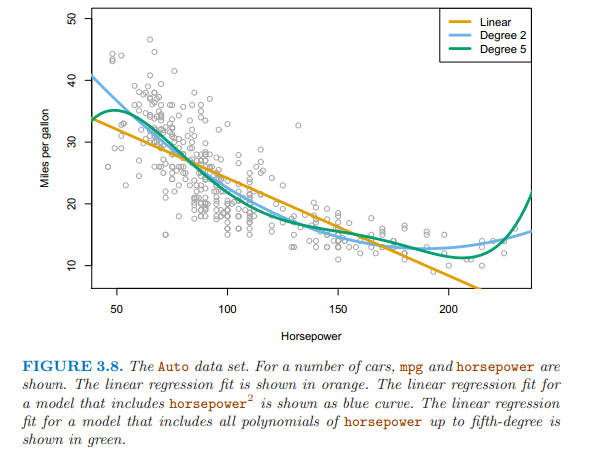 50
40
30
20
10
Miles per gallon
Linear
Degree 2
Degree 5
50 100 150 200
Horsepower
FIGURE 3.8. The Auto data set. For a number of cars, mpg and horsepower are
shown. The linear regression fit is shown in orange. The linear regression fit for
a model that includes horsepower² is shown as blue curve. The linear regression
fit for a model that includes all polynomials of horsepower up to fifth-degree is
shown in green.